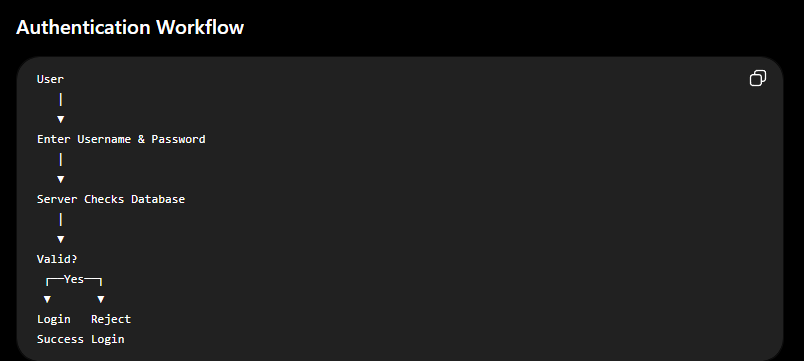 Authentication Workflow
User
│
▼
Enter Username & Password
│
▼
Server Checks Database
│
▼
Valid?
┌──Yes──┐
▼       ▼
Login   Reject
Success Login